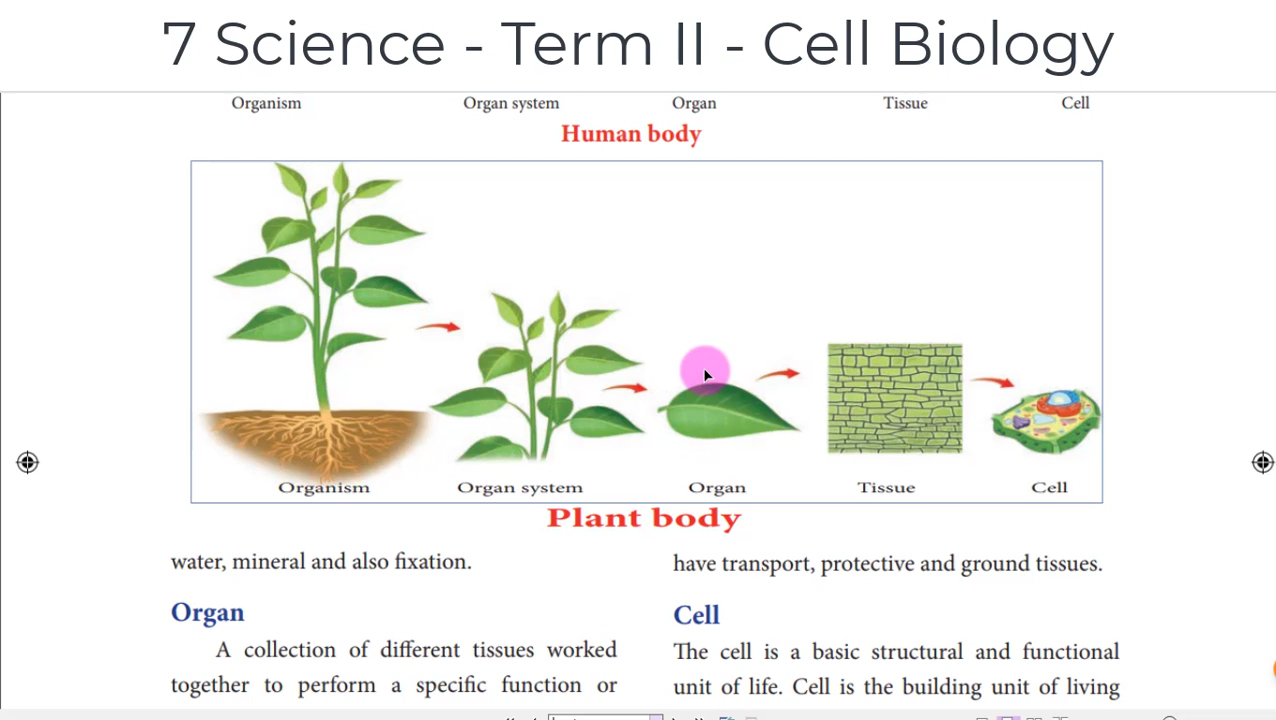 7 Science - Term II - Cell Biology
Organism Organ system Organ Tissue Cell
Human body
Organism Organ system Organ Tissue Cell
Plant body
water, mineral and also fixation.
Organ
A collection of different tissues worked
together to perform a specific function or
have transport, protective and ground tissues.
Cell
The cell is a basic structural and functional
unit of life. Cell is the building unit of living